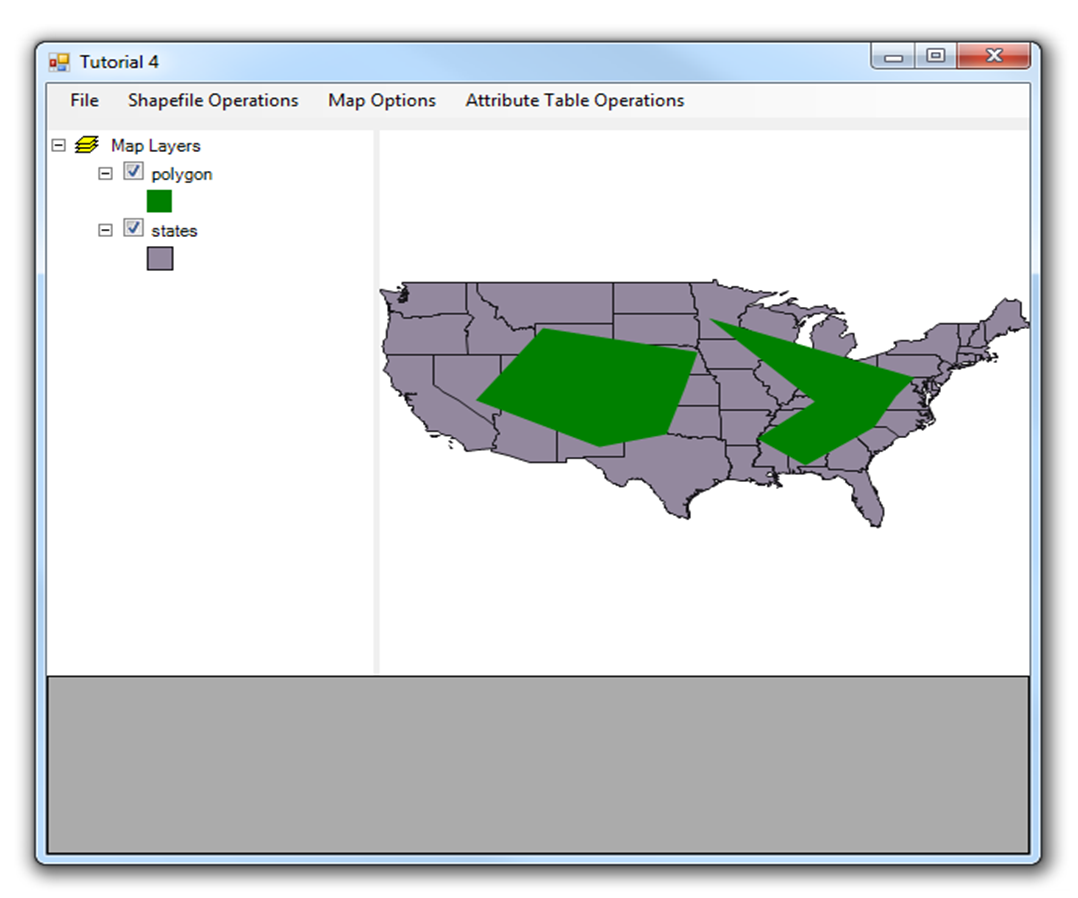 Tutorial 4
File Shapefile Operations Map Options Attribute Table Operations
Map Layers
polygon
states